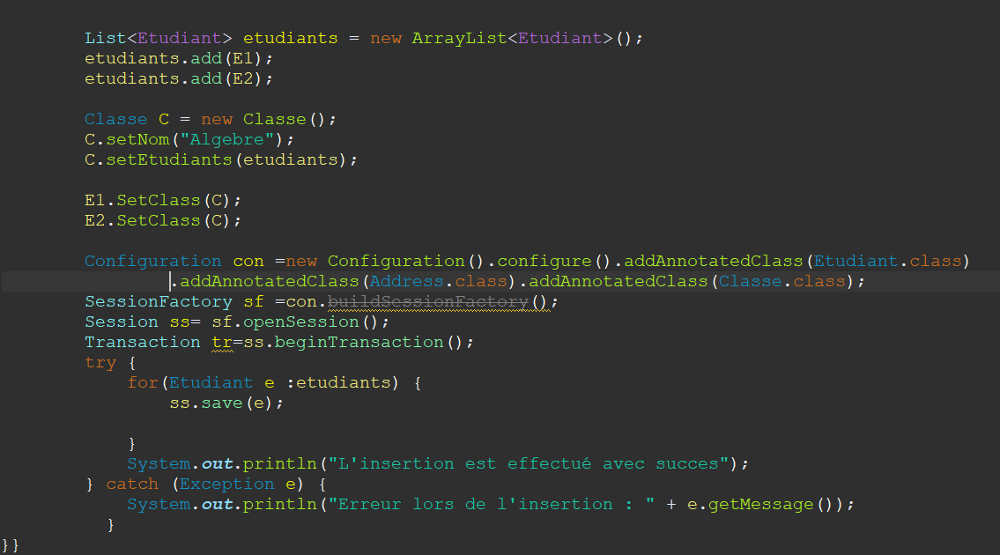 List<Etudiant> etudiants = new ArrayList<Etudiant>();
etudiants.add(E1);
etudiants.add(E2);
Classe C = new Classe();
C.setNom("Algebre");
C.setEtudiants(etudiants);
E1.SetClass(C);
E2.SetClass(C);
Configuration con =new Configuration().configure().addAnnotatedClass(Etudiant.class)
.addAnnotatedClass(Address.class).addAnnotatedClass(Classe.class);
SessionFactory sf =con.buildSessionFactory();
Session ss= sf.openSession();
Transaction tr=ss.beginTransaction();
try {
for(Etudiant e :etudiants) {
ss.save(e);
}
System.out.println("L'insertion est effectué avec succes");
} catch (Exception e) {
System.out.println("Erreur lors de l'insertion : " + e.getMessage());
}
}}